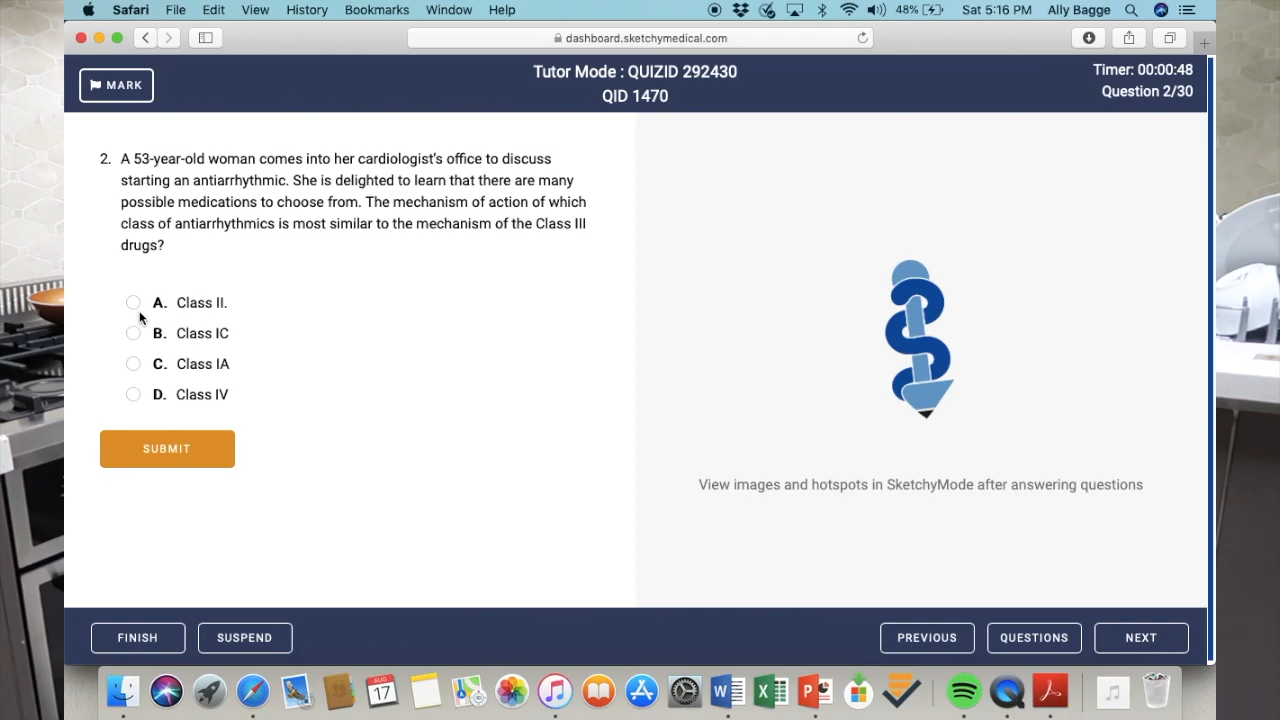 Safari File Edit View History Bookmarks Window Help 48% Sat 5:16 PM Ally Bagge
dashboard.sketchymedical.com
MARK
Tutor Mode : QUIZID 292430
QID 1470
Timer: 00:00:48
Question 2/30
2. A 53-year-old woman comes into her cardiologist's office to discuss
starting an antiarrhythmic. She is delighted to learn that there are many
possible medications to choose from. The mechanism of action of which
class of antiarrhythmics is most similar to the mechanism of the Class III
drugs?
A. Class II.
B. Class IC
C. Class IA
D. Class IV
SUBMIT
View images and hotspots in SketchyMode after answering questions
FINISH SUSPEND PREVIOUS QUESTIONS NEXT
AUG
17
W X P